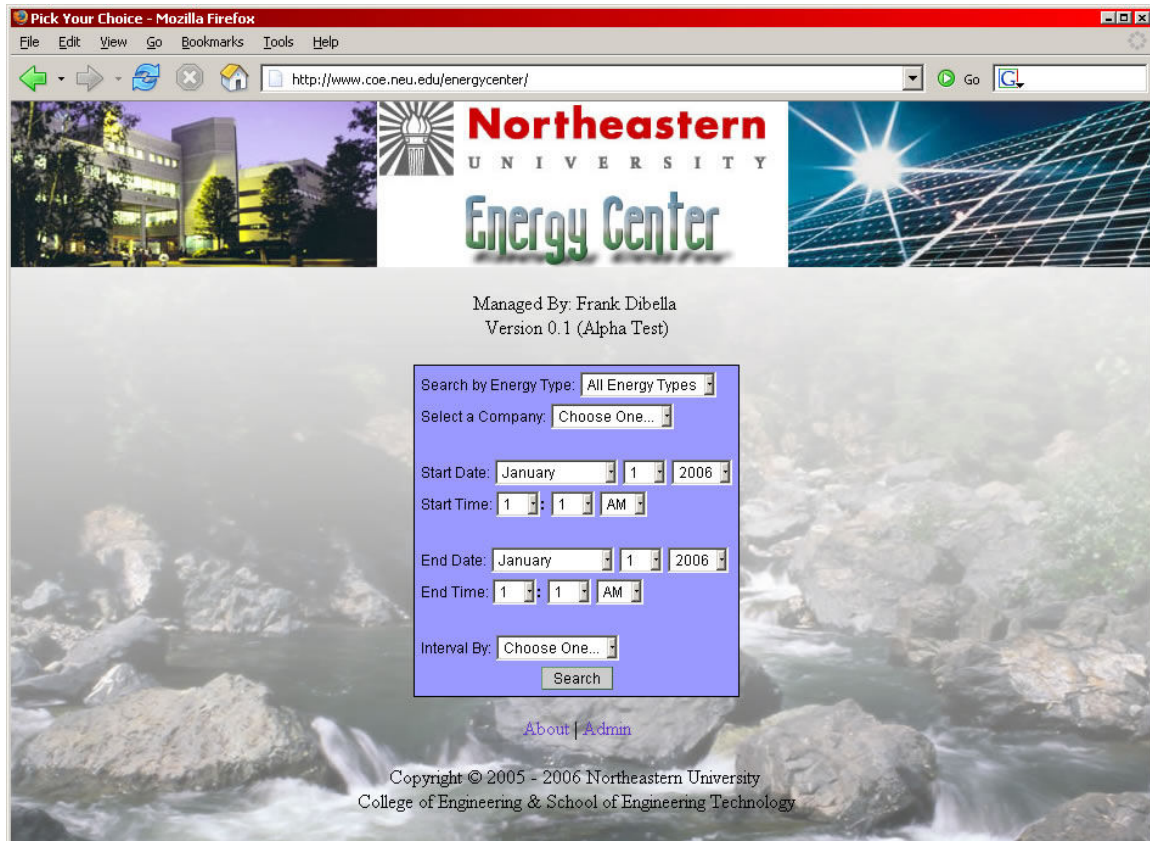 Pick Your Choice - Mozilla Firefox
File Edit View Go Bookmarks Tools Help
http://www.coe.neu.edu/energycenter/ Go G
Northeastern
UNIVERSITY
Energy Center
Managed By: Frank Dibella
Version 0.1 (Alpha Test)
Search by Energy Type: All Energy Types
Select a Company: Choose One...
Start Date: January 1 2006
Start Time: 1 : 1 AM
End Date: January 1 2006
End Time: 1 : 1 AM
Interval By: Choose One...
Search
About | Admin
Copyright © 2005 - 2006 Northeastern University
College of Engineering & School of Engineering Technology